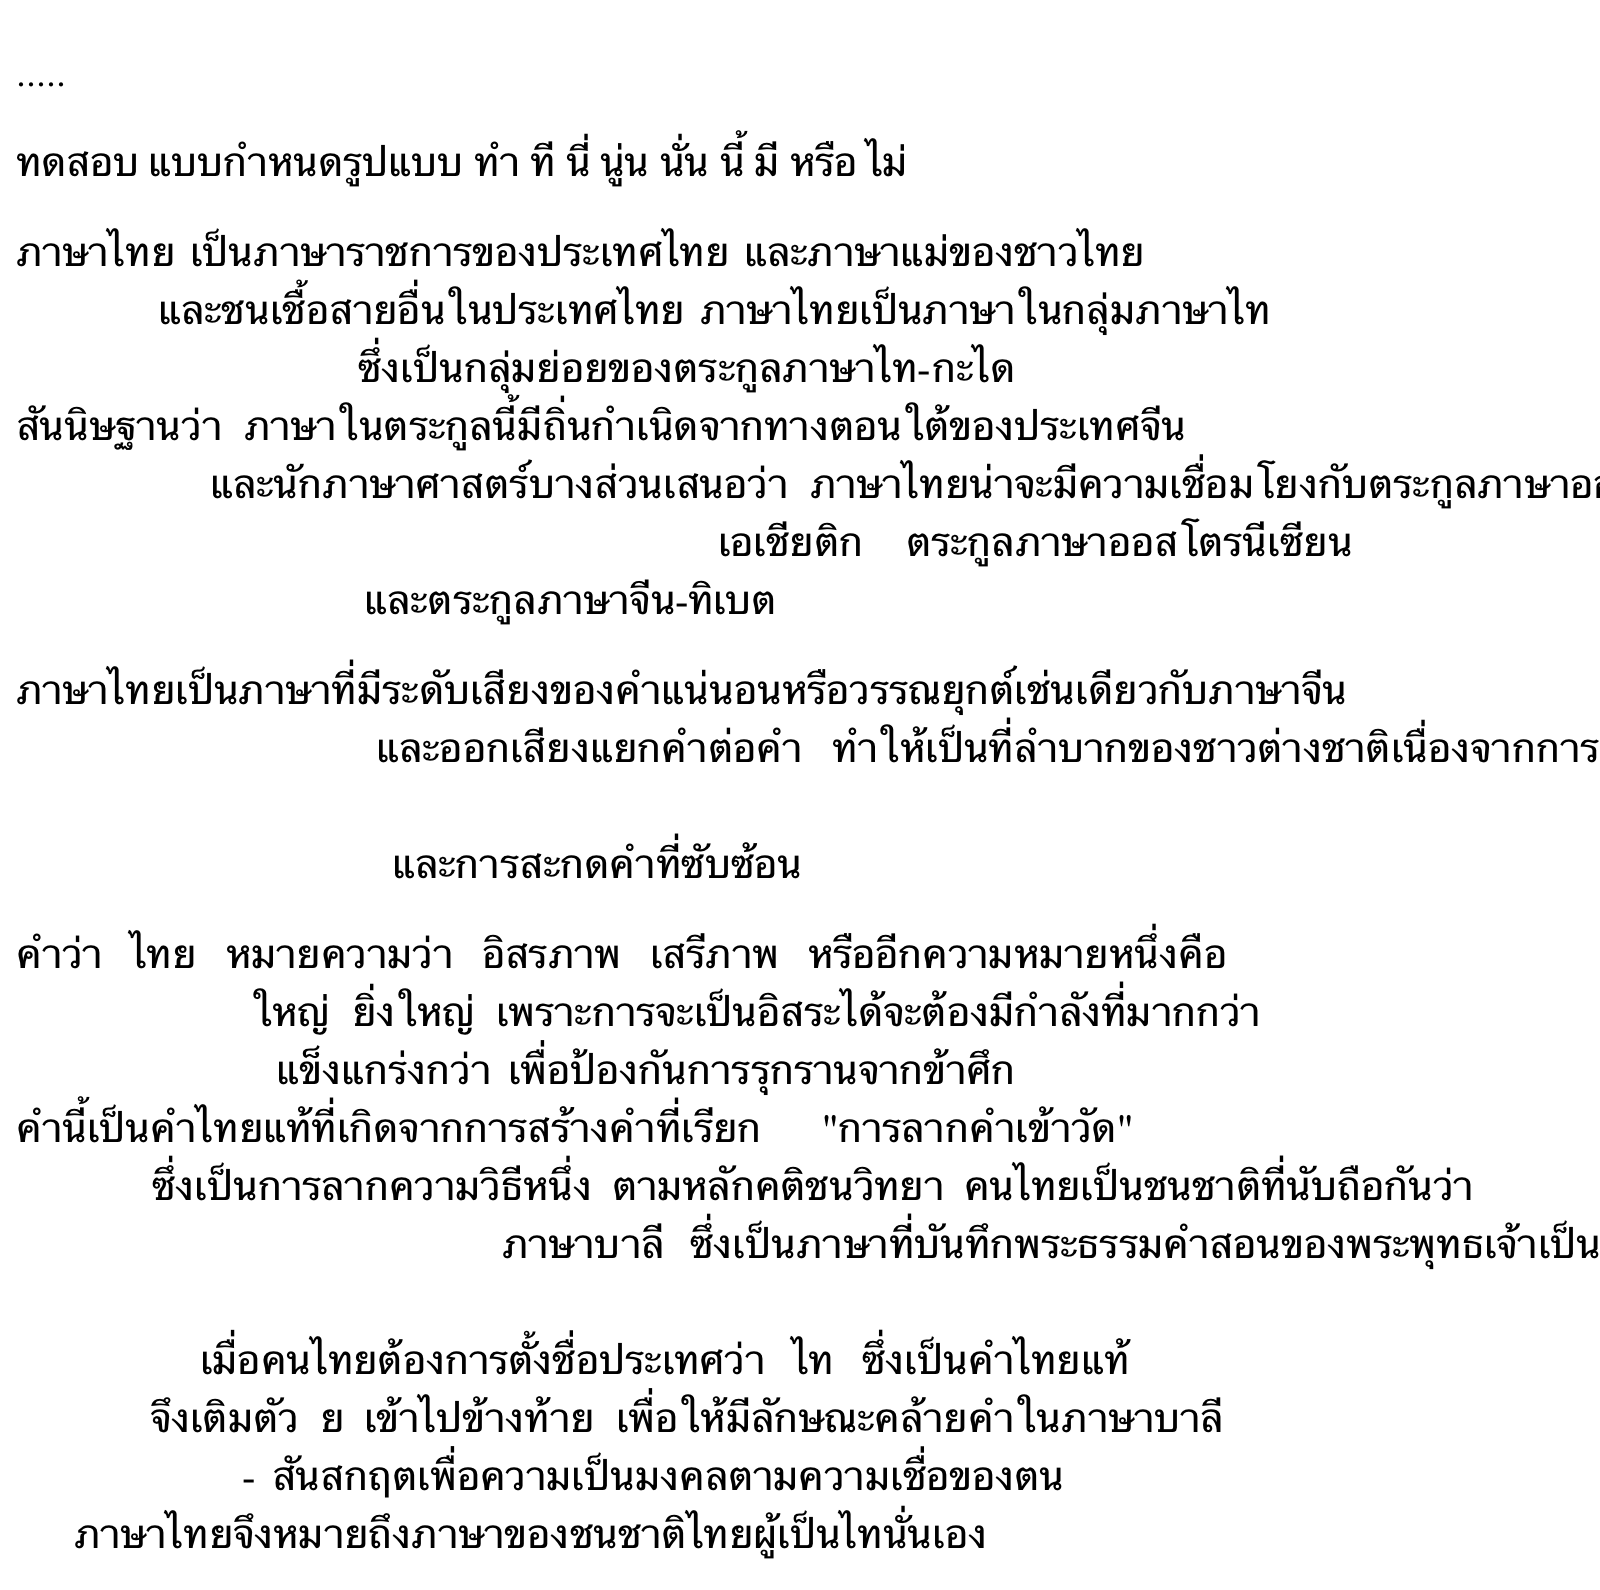 .....
ทดสอบ แบบกำหนดรูปแบบ ทำ ที นี่ นู่น นั่น นี้ มี หรือ ไม่
ภาษาไทย เป็นภาษาราชการของประเทศไทย และภาษาแม่ของชาวไทย
และชนเชื้อสายอื่นในประเทศไทย ภาษาไทยเป็นภาษาในกลุ่มภาษาไท
ซึ่งเป็นกลุ่มย่อยของตระกูลภาษาไท-กะได
สันนิษฐานว่า ภาษาในตระกูลนี้มีถิ่นกำเนิดจากทางตอนใต้ของประเทศจีน
และนักภาษาศาสตร์บางส่วนเสนอว่า ภาษาไทยน่าจะมีความเชื่อมโยงกับตระกูลภาษาออ
เอเชียติก ตระกูลภาษาออสโตรนีเซียน
และตระกูลภาษาจีน-ทิเบต
ภาษาไทยเป็นภาษาที่มีระดับเสียงของคำแน่นอนหรือวรรณยุกต์เช่นเดียวกับภาษาจีน
และออกเสียงแยกคำต่อคำ ทำให้เป็นที่ลำบากของชาวต่างชาติเนื่องจากการ
และการสะกดคำที่ซับซ้อน
คำว่า ไทย หมายความว่า อิสรภาพ เสรีภาพ หรืออีกความหมายหนึ่งคือ
ใหญ่ ยิ่งใหญ่ เพราะการจะเป็นอิสระได้จะต้องมีกำลังที่มากกว่า
แข็งแกร่งกว่า เพื่อป้องกันการรุกรานจากข้าศึก
คำนี้เป็นคำไทยแท้ที่เกิดจากการสร้างคำที่เรียก "การลากคำเข้าวัด"
ซึ่งเป็นการลากความวิธีหนึ่ง ตามหลักคติชนวิทยา คนไทยเป็นชนชาติที่นับถือกันว่า
ภาษาบาลี ซึ่งเป็นภาษาที่บันทึกพระธรรมคำสอนของพระพุทธเจ้าเป็น
เมื่อคนไทยต้องการตั้งชื่อประเทศว่า ไท ซึ่งเป็นคำไทยแท้
จึงเติมตัว ย เข้าไปข้างท้าย เพื่อให้มีลักษณะคล้ายคำในภาษาบาลี
- สันสกฤตเพื่อความเป็นมงคลตามความเชื่อของตน
ภาษาไทยจึงหมายถึงภาษาของชนชาติไทยผู้เป็นไทนั่นเอง